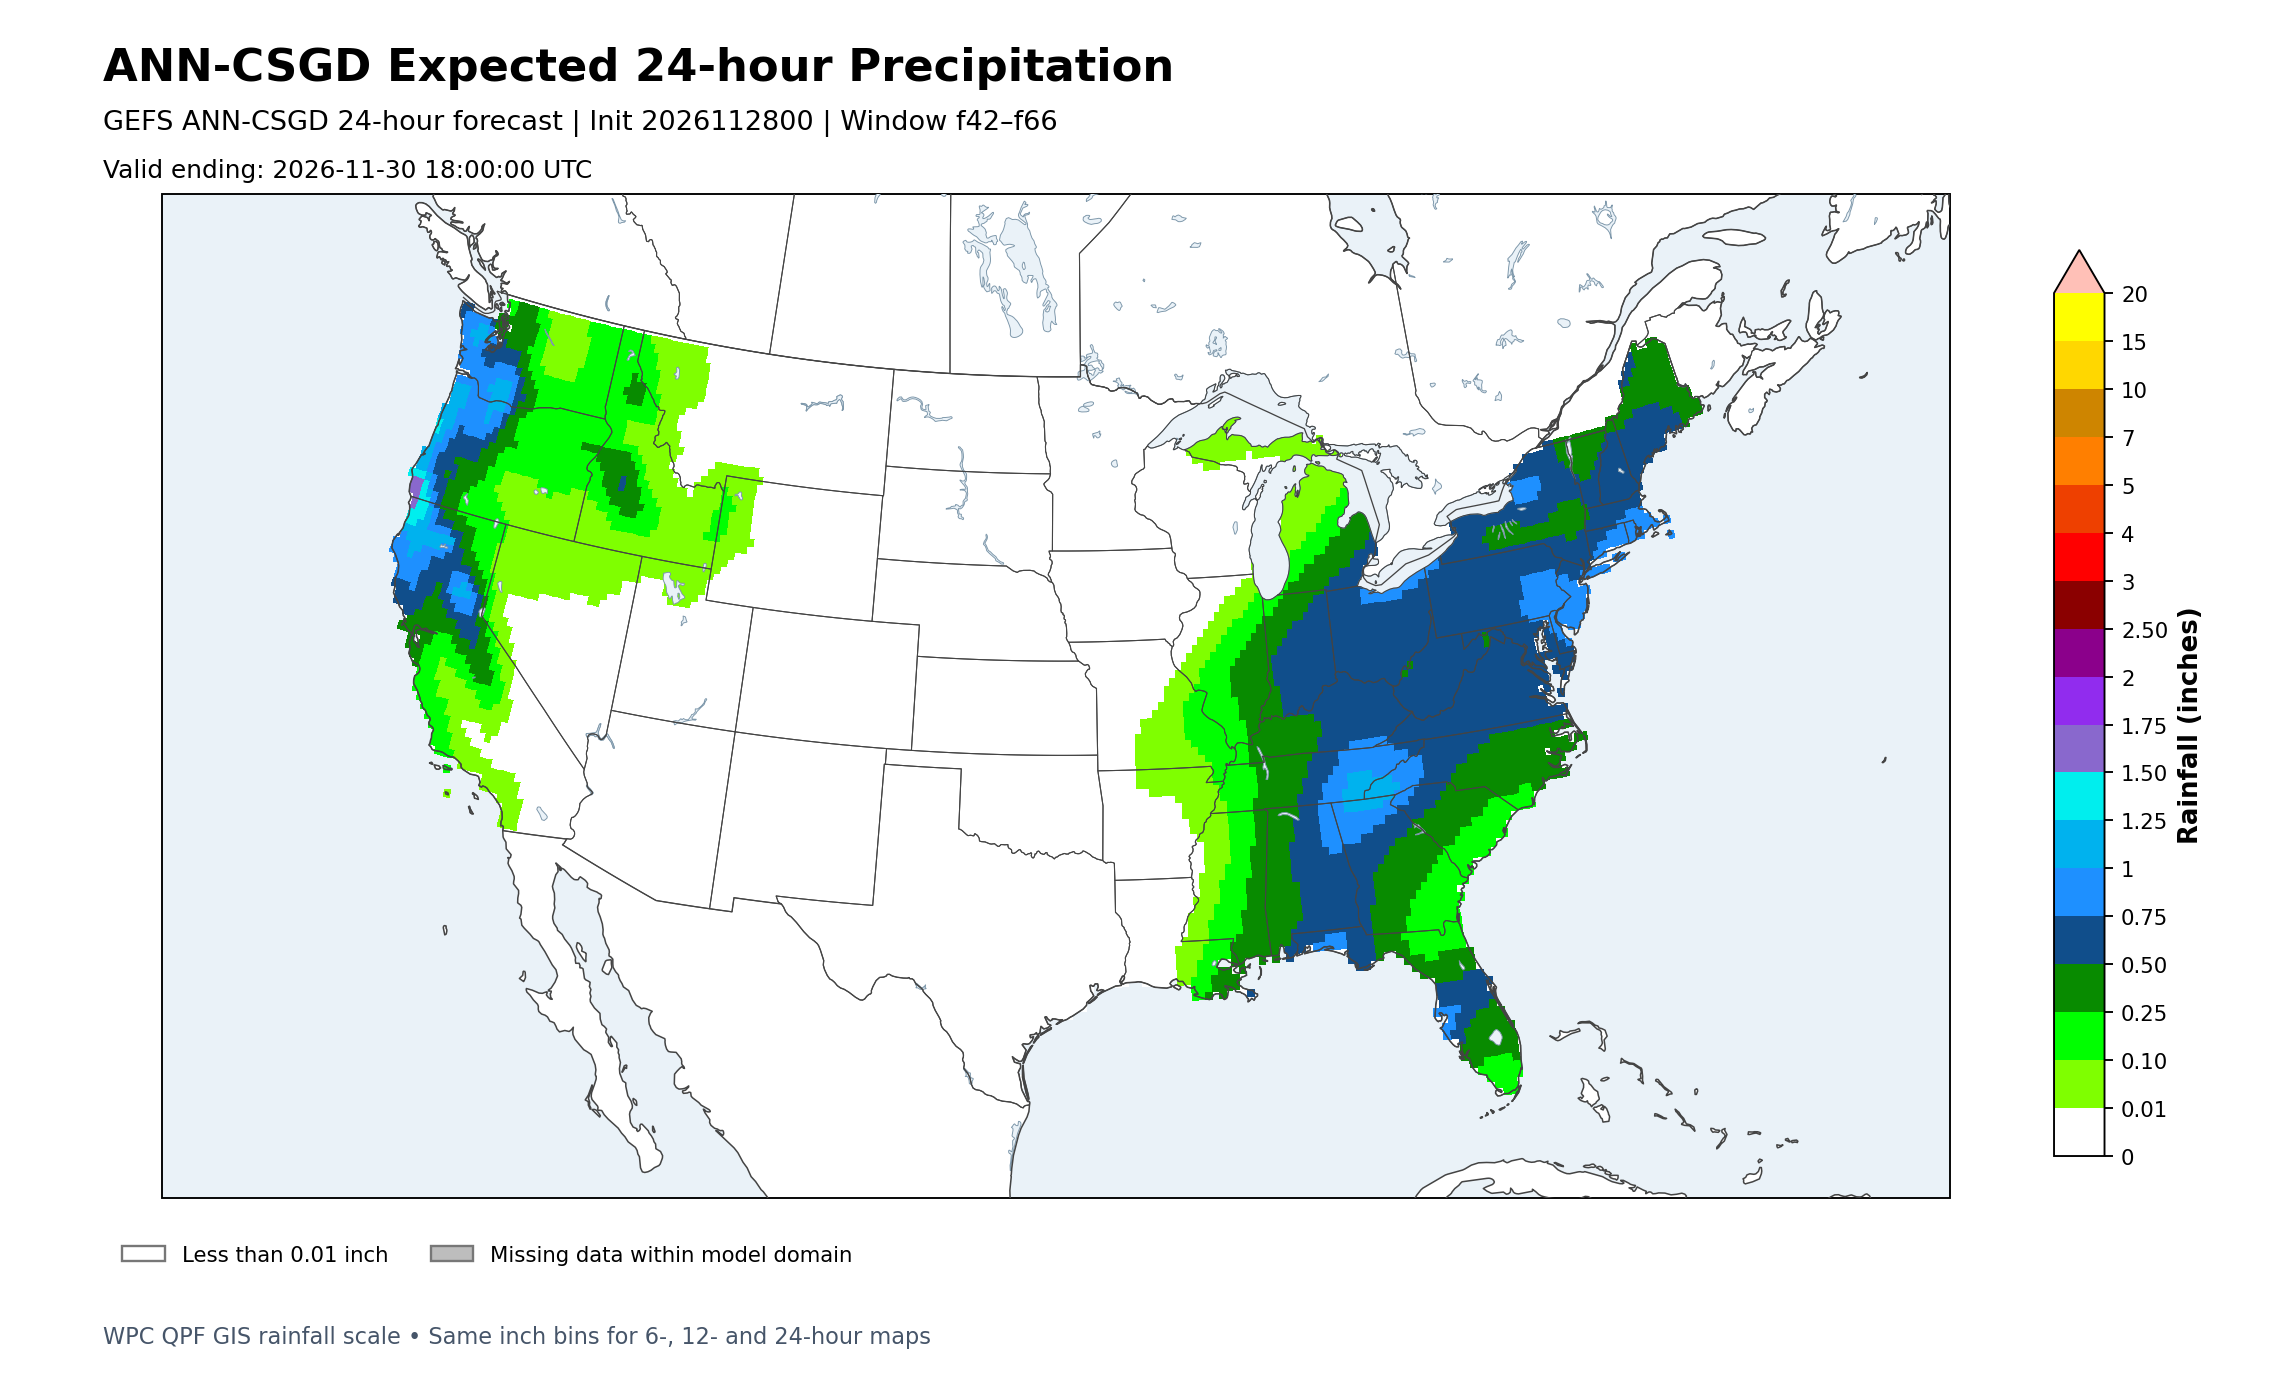 ANN-CSGD Expected 24-hour Precipitation
GEFS ANN-CSGD 24-hour forecast | Init 2026112800 | Window f42–f66
Valid ending: 2026-11-30 18:00:00 UTC
20
15
10
7
5
4
3
2.50
2
1.75
1.50
1.25
1
0.75
0.50
0.25
0.10
0.01
0
Rainfall (inches)
Less than 0.01 inch
Missing data within model domain
WPC QPF GIS rainfall scale • Same inch bins for 6-, 12- and 24-hour maps